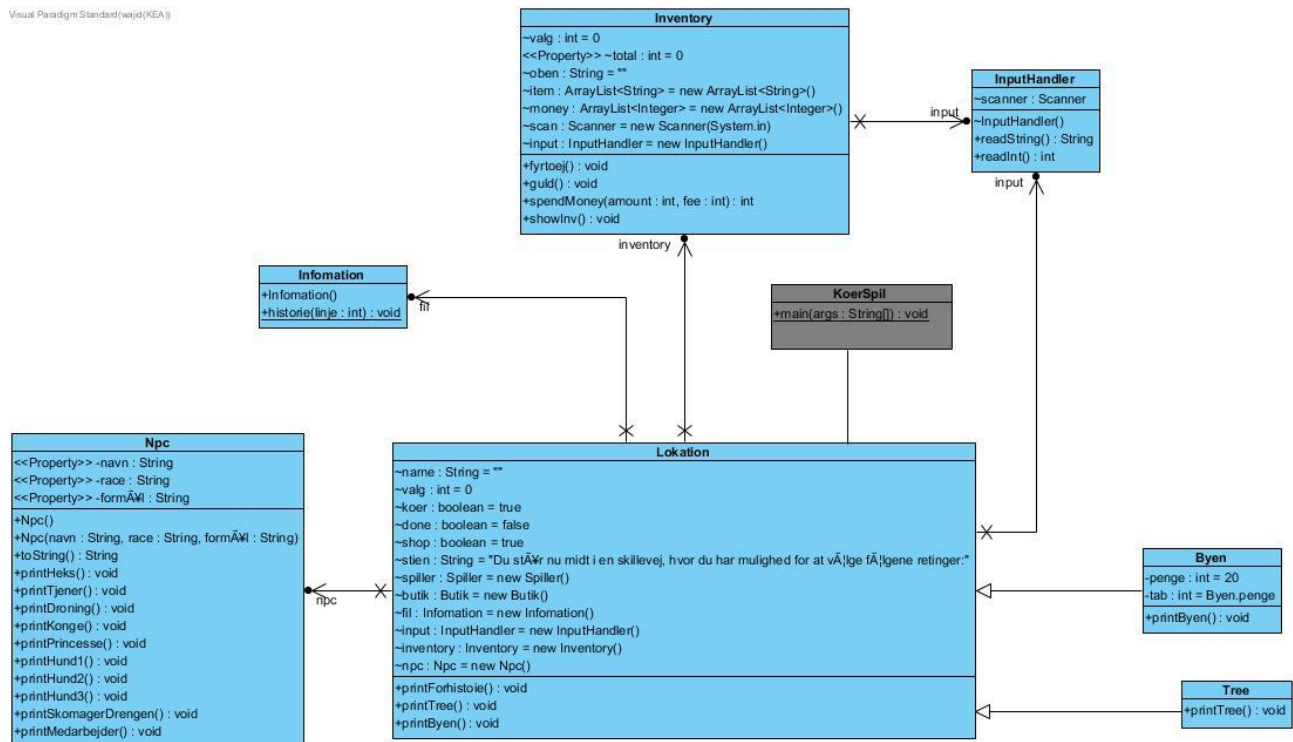 Visual Paradigm Standard(wajid(KEA))
Inventory
~valg : int = 0
<<Property>> ~total : int = 0
~oben : String = ""
~item : ArrayList<String> = new ArrayList<String>()
~money : ArrayList<Integer> = new ArrayList<Integer>()
~scan : Scanner = new Scanner(System.in)
~input : InputHandler = new InputHandler()
+fyrtoej() : void
+guld() : void
+spendMoney(amount : int, fee : int) : int
+showInv() : void
input
InputHandler
~scanner : Scanner
~InputHandler()
+readString() : String
+readInt() : int
input
inventory
Infomation
+Infomation()
+historie(linje : int) : void
fil
KoerSpil
+main(args : String[]) : void
Npc
<<Property>> -navn : String
<<Property>> -race : String
<<Property>> -formÃ¥l : String
+Npc()
+Npc(navn : String, race : String, formÃ¥l : String)
+toString() : String
+printHeks() : void
+printTjener() : void
+printDroning() : void
+printKonge() : void
+printPrincesse() : void
+printHund1() : void
+printHund2() : void
+printHund3() : void
+printSkomagerDrengen() : void
+printMedarbejder() : void
npc
Lokation
~name : String = ""
~valg : int = 0
~koer : boolean = true
~done : boolean = false
~shop : boolean = true
~stien : String = "Du stÃ¥r nu midt i en skillevej, hvor du har mulighed for at vÃ¦lge fÃ¦lgene retinger:"
~spiller : Spiller = new Spiller()
~butik : Butik = new Butik()
~fil : Infomation = new Infomation()
~input : InputHandler = new InputHandler()
~inventory : Inventory = new Inventory()
~npc : Npc = new Npc()
+printForhistoie() : void
+printTree() : void
+printByen() : void
Byen
-penge : int = 20
-tab : int = Byen.penge
+printByen() : void
Tree
+printTree() : void